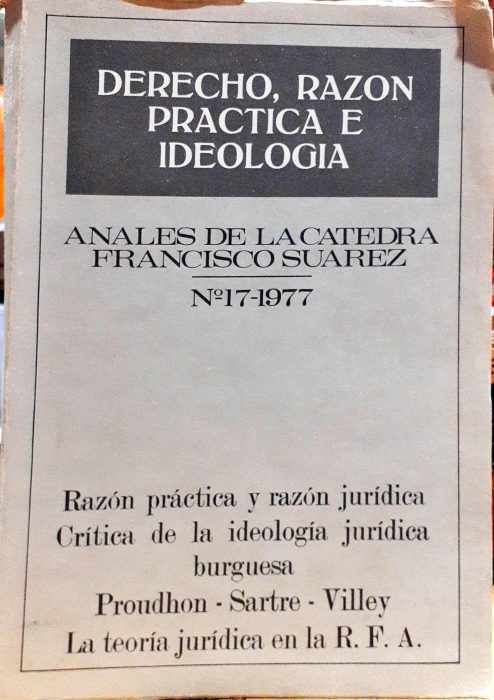 DERECHO, RAZON
PRACTICA E
IDEOLOGIA
ANALES DE LA CATEDRA
FRANCISCO SUAREZ
Nº17-1977
Razón práctica y razón jurídica
Crítica de la ideología jurídica
burguesa
Proudhon - Sartre - Villey
La teoría jurídica en la R. F. A.